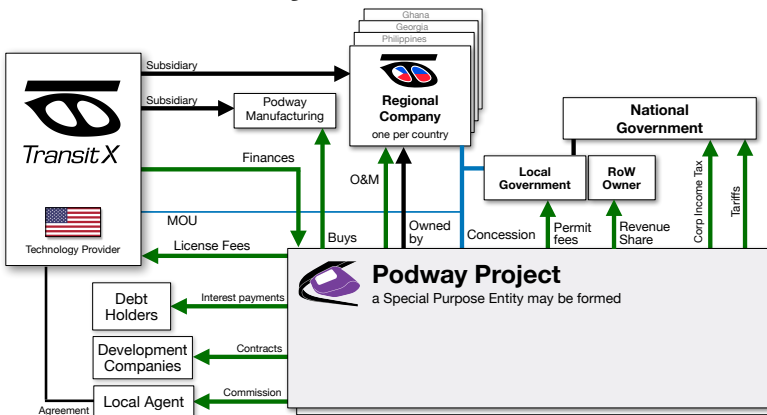 Ghana
Georgia
Philippines
Subsidiary
Regional
Company
one per country
Subsidiary
Podway
Manufacturing
National
Government
Transit X
Finances
O&M
Local
Government
RoW
Owner
Corp Income Tax
Tariffs
MOU
Technology Provider
License Fees
Buys
Owned
by
Concession
Permit
fees
Revenue
Share
Podway Project
a Special Purpose Entity may be formed
Debt
Holders
Interest payments
Development
Companies
Contracts
Local Agent
Commission
Agreement